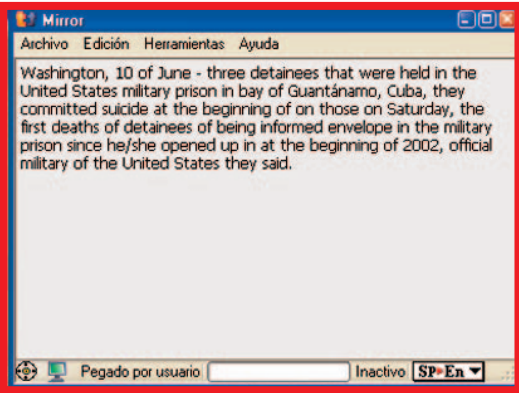 Mirror
Archivo Edición Herramientas Ayuda
Washington, 10 of June - three detainees that were held in the
United States military prison in bay of Guantánamo, Cuba, they
committed suicide at the beginning of on those on Saturday, the
first deaths of detainees of being informed envelope in the military
prison since he/she opened up in at the beginning of 2002, official
military of the United States they said.
Pegado por usuario Inactivo SP▸En